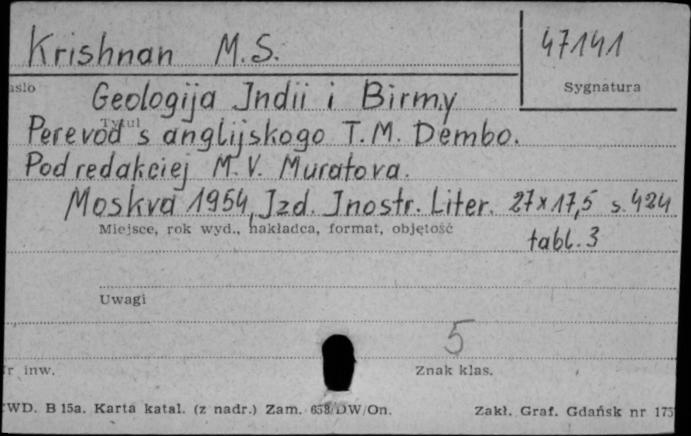 Krishnan M.S. 47141
Sygnatura
Geologija Indii i Birmy
Tytuł
Perevod s anglijskogo T.M. Dembo.
Pod redakciej M.V. Muratova.
Moskva 1954, Izd. Inostr. Liter. 27x17,5 s. 424
Miejsce, rok wyd., nakładca, format, objętość
tabl. 3
Uwagi
5
r inw. Znak klas.
WD. B 15a. Karta katal. (z nadr.) Zam. 658/DW/On. Zakł. Graf. Gdańsk nr 175